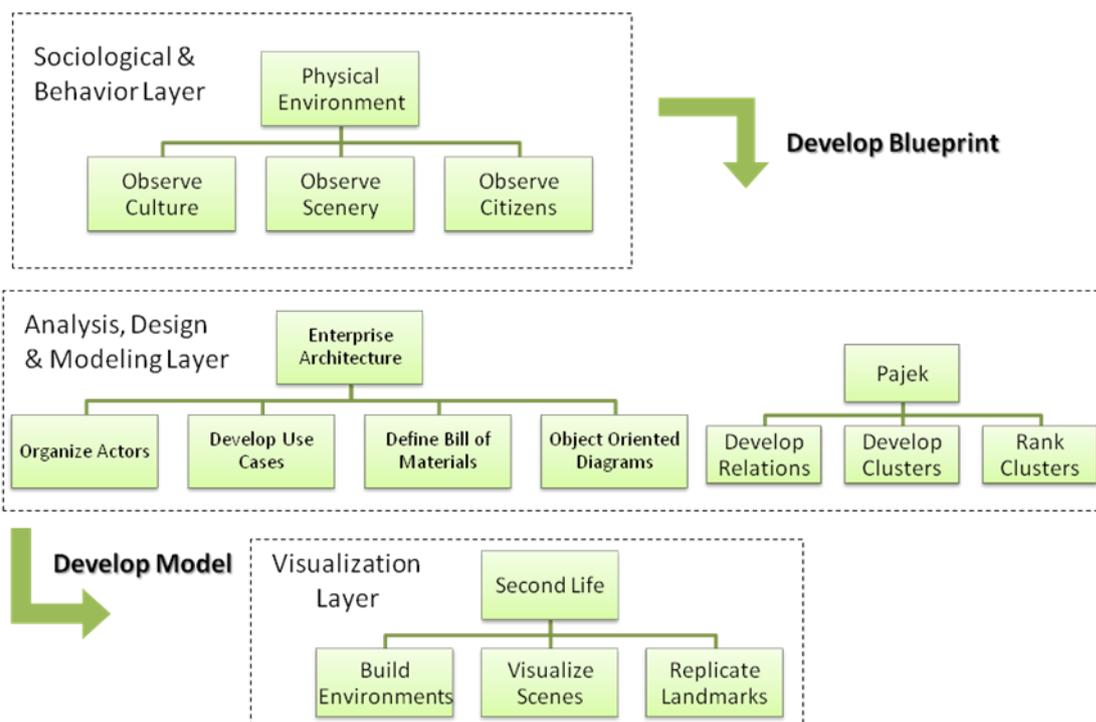 Sociological &
Behavior Layer
Physical
Environment
Observe
Culture
Observe
Scenery
Observe
Citizens
Develop Blueprint
Analysis, Design
& Modeling Layer
Enterprise
Architecture
Organize Actors
Develop Use
Cases
Define Bill of
Materials
Object Oriented
Diagrams
Pajek
Develop
Relations
Develop
Clusters
Rank
Clusters
Develop Model
Visualization
Layer
Second Life
Build
Environments
Visualize
Scenes
Replicate
Landmarks